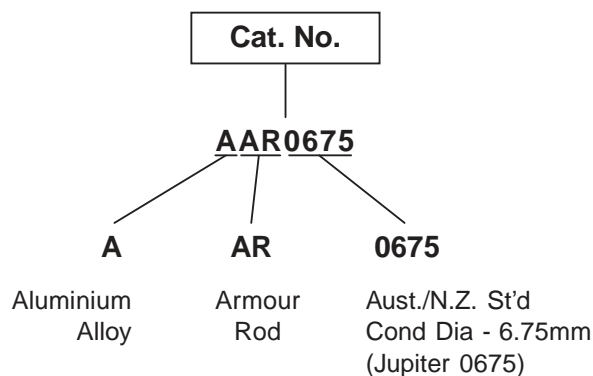 Cat. No.
AAR0675
A
AR
0675
Aluminium
Alloy
Armour
Rod
Aust./N.Z. St'd
Cond Dia - 6.75mm
(Jupiter 0675)